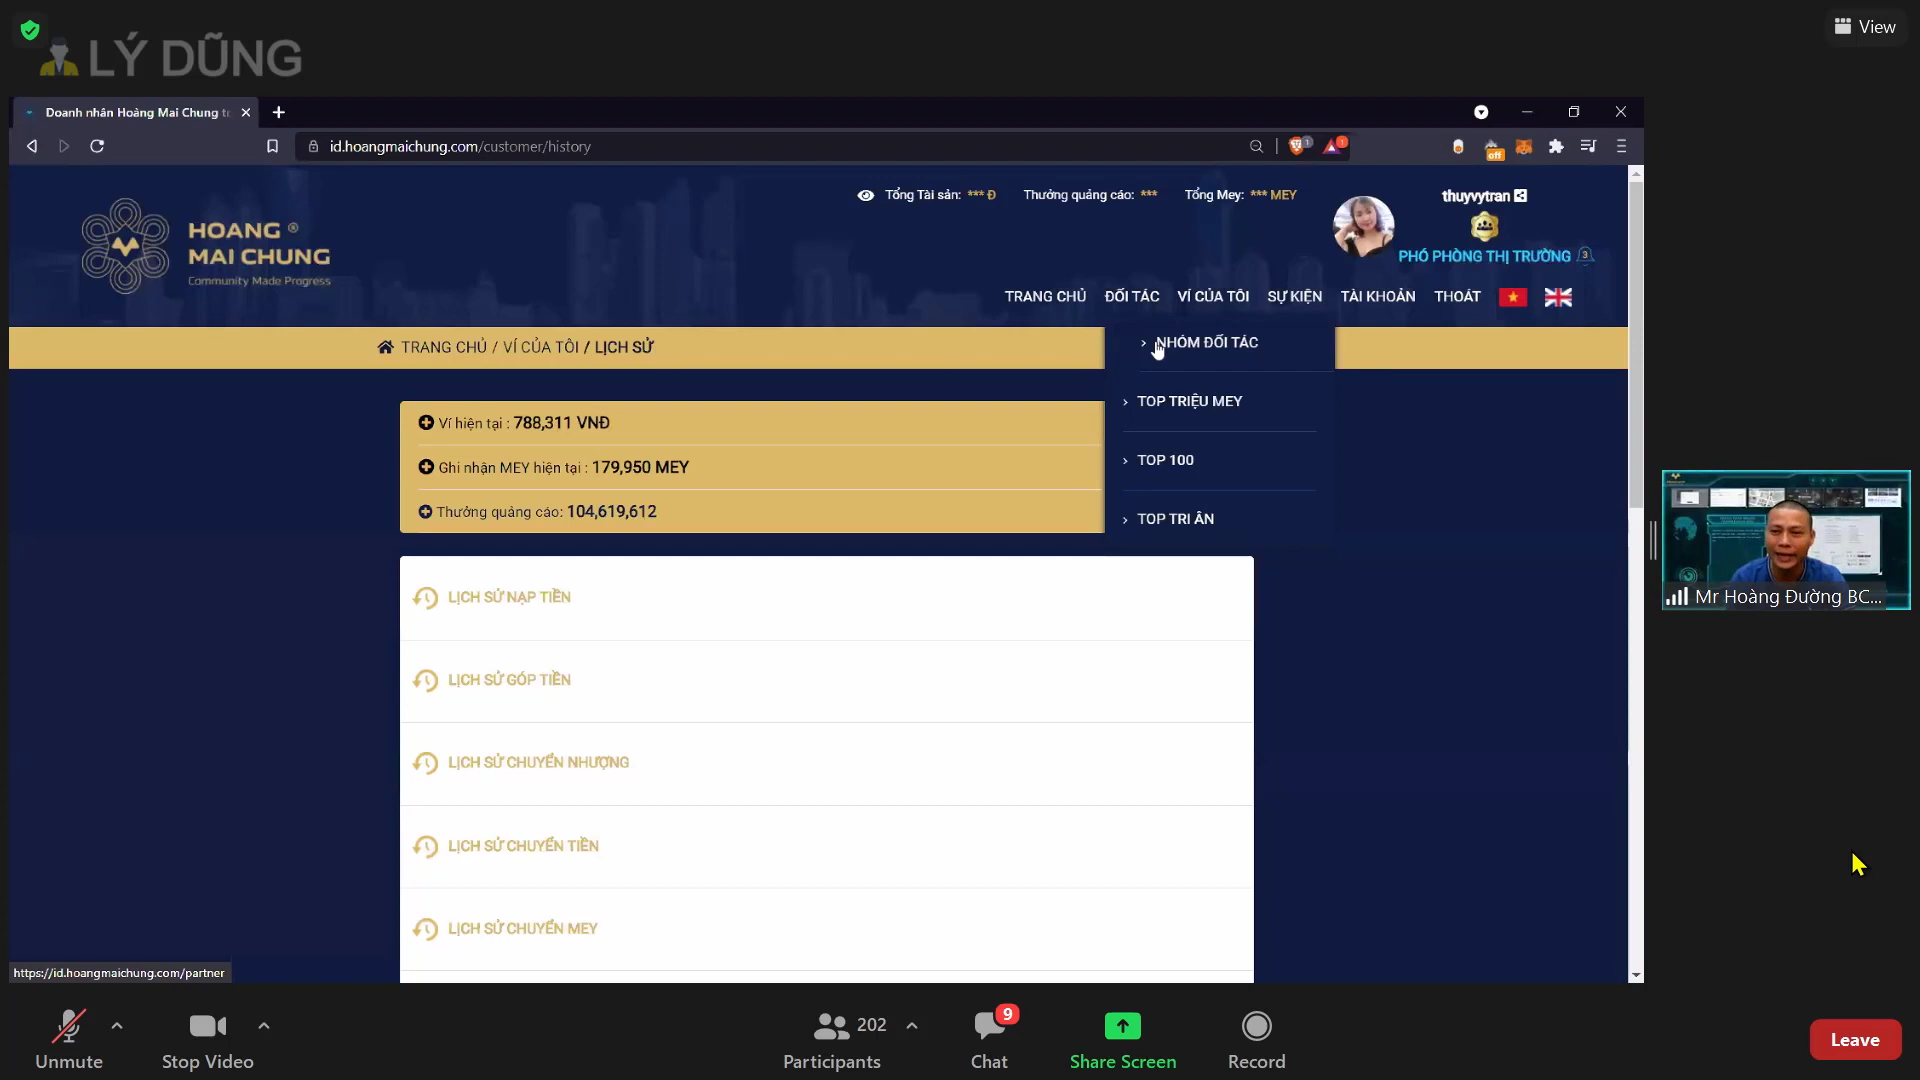 LÝ DŨNG
View
Doanh nhân Hoàng Mai Chung
id.hoangmaichung.com/customer/history
1
1
off
HOANG ®
MAI CHUNG
Community Made Progress
Tổng Tài sản: *** Đ
Thưởng quảng cáo: ***
Tổng Mey: *** MEY
thuyvytran
PHÓ PHÒNG THỊ TRƯỜNG
3
TRANG CHỦ
ĐỐI TÁC
VÍ CỦA TÔI
SỰ KIỆN
TÀI KHOẢN
THOÁT
TRANG CHỦ / VÍ CỦA TÔI / LỊCH SỬ
NHÓM ĐỐI TÁC
TOP TRIỆU MEY
TOP 100
TOP TRI ÂN
Ví hiện tại : 788,311 VNĐ
Ghi nhận MEY hiện tại : 179,950 MEY
Thưởng quảng cáo: 104,619,612
LỊCH SỬ NẠP TIỀN
LỊCH SỬ GÓP TIỀN
LỊCH SỬ CHUYỂN NHƯỢNG
LỊCH SỬ CHUYỂN TIỀN
LỊCH SỬ CHUYỂN MEY
Mr Hoàng Đường BC...
https://id.hoangmaichung.com/partner
Unmute
Stop Video
202
Participants
9
Chat
Share Screen
Record
Leave